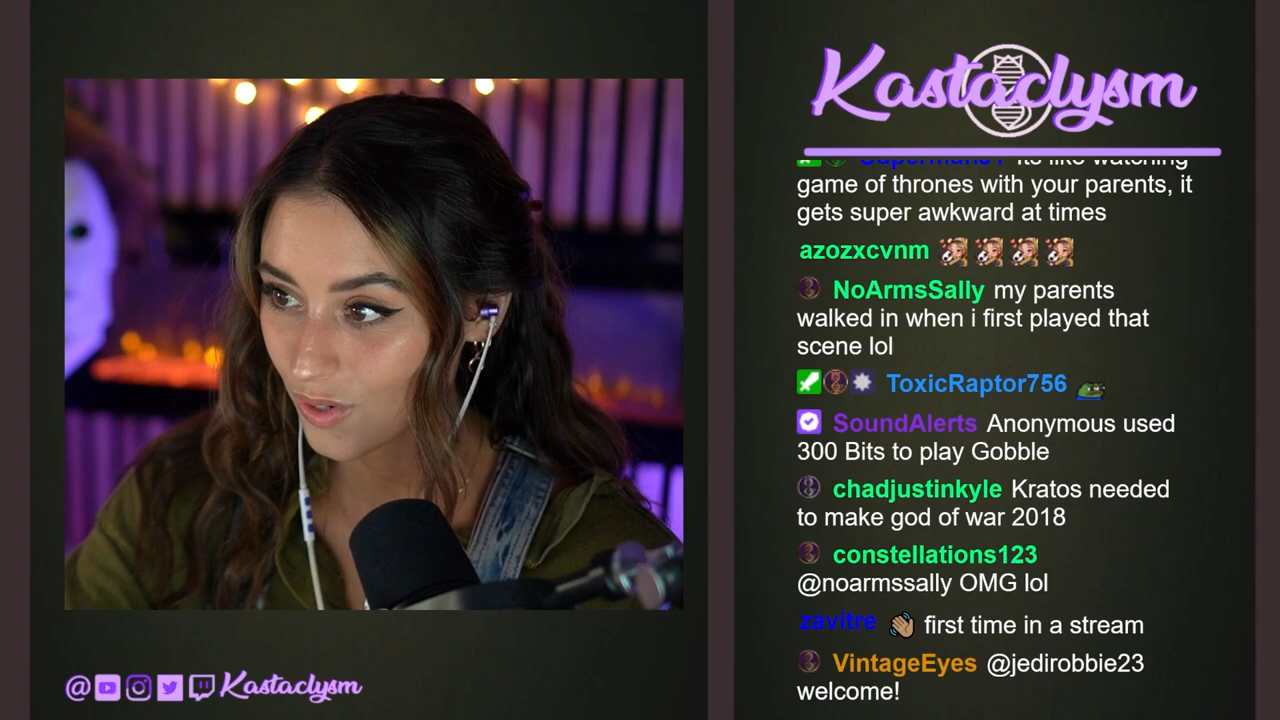 Kastaclysm
game of thrones with your parents, it
gets super awkward at times
azozxcvnm
NoArmsSally my parents
walked in when i first played that
scene lol
ToxicRaptor756
SoundAlerts Anonymous used
300 Bits to play Gobble
chadjustinkyle Kratos needed
to make god of war 2018
constellations123
@noarmssally OMG lol
zavitre first time in a stream
VintageEyes @jedirobbie23
welcome!
@ Kastaclysm